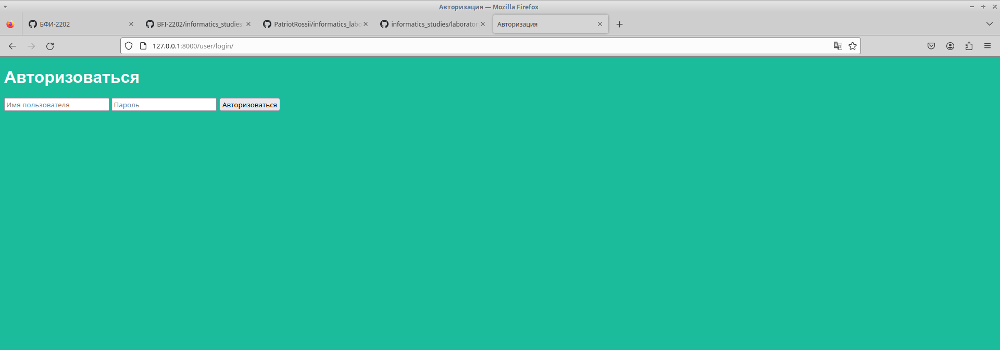 Авторизация — Mozilla Firefox
БФИ-2202
BFI-2202/informatics_studies
PatriotRossii/informatics_labo
informatics_studies/laborator
Авторизация
127.0.0.1:8000/user/login/
Авторизоваться
Имя пользователя
Пароль
Авторизоваться